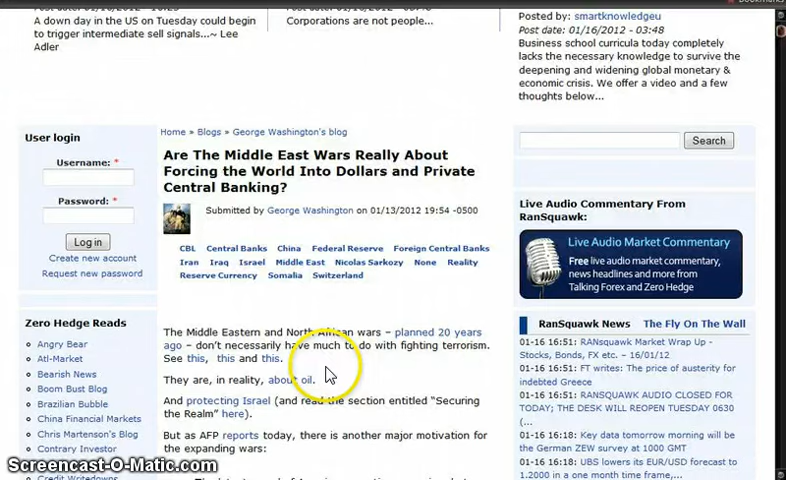 A down day in the US on Tuesday could begin
to trigger intermediate sell signals...~ Lee
Adler
Corporations are not people...
Posted by: smartknowledgeu
Post date: 01/16/2012 - 03:48
Business school curricula today completely
lacks the necessary knowledge to survive the
deepening and widening global monetary &
economic crisis. We offer a video and a few
thoughts below...
User login
Username: *
Password: *
Log in
Create new account
Request new password
Zero Hedge Reads
Angry Bear
Atl-Market
Bearish News
Boom Bust Blog
Brazilian Bubble
China Financial Markets
Chris Martenson's Blog
Contrary Investor
Credit Writedowns
Home » Blogs » George Washington's blog
Are The Middle East Wars Really About
Forcing the World Into Dollars and Private
Central Banking?
Submitted by George Washington on 01/13/2012 19:54 -0500
CBL Central Banks China Federal Reserve Foreign Central Banks
Iran Iraq Israel Middle East Nicolas Sarkozy None Reality
Reserve Currency Somalia Switzerland
The Middle Eastern and North African wars – planned 20 years
ago – don't necessarily have much to do with fighting terrorism.
See this, this and this.
They are, in reality, about oil.
And protecting Israel (and read the section entitled "Securing
the Realm" here).
But as AFP reports today, there is another major motivation for
the expanding wars:
Search
Live Audio Commentary From
RanSquawk:
Live Audio Market Commentary
Free live audio commentary,
news headlines and more from
Talking Forex and Zero Hedge
RanSquawk News The Fly On The Wall
01-16 16:51: RANsquawk Market Wrap Up -
Stocks, Bonds, FX etc. – 16/01/12
01-16 16:31: FT writes: The price of austerity for
indebted Greece
01-16 16:18: RANSQUAWK AUDIO CLOSED FOR
TODAY; THE DESK WILL REOPEN TUESDAY 0630
(...
01-16 16:18: Key data tomorrow morning will be
the German ZEW survey at 1000 GMT
01-16 16:18: UBS lowers its EUR/USD forecast to
1.2000 in a one month time frame,...
Screencast-O-Matic.com